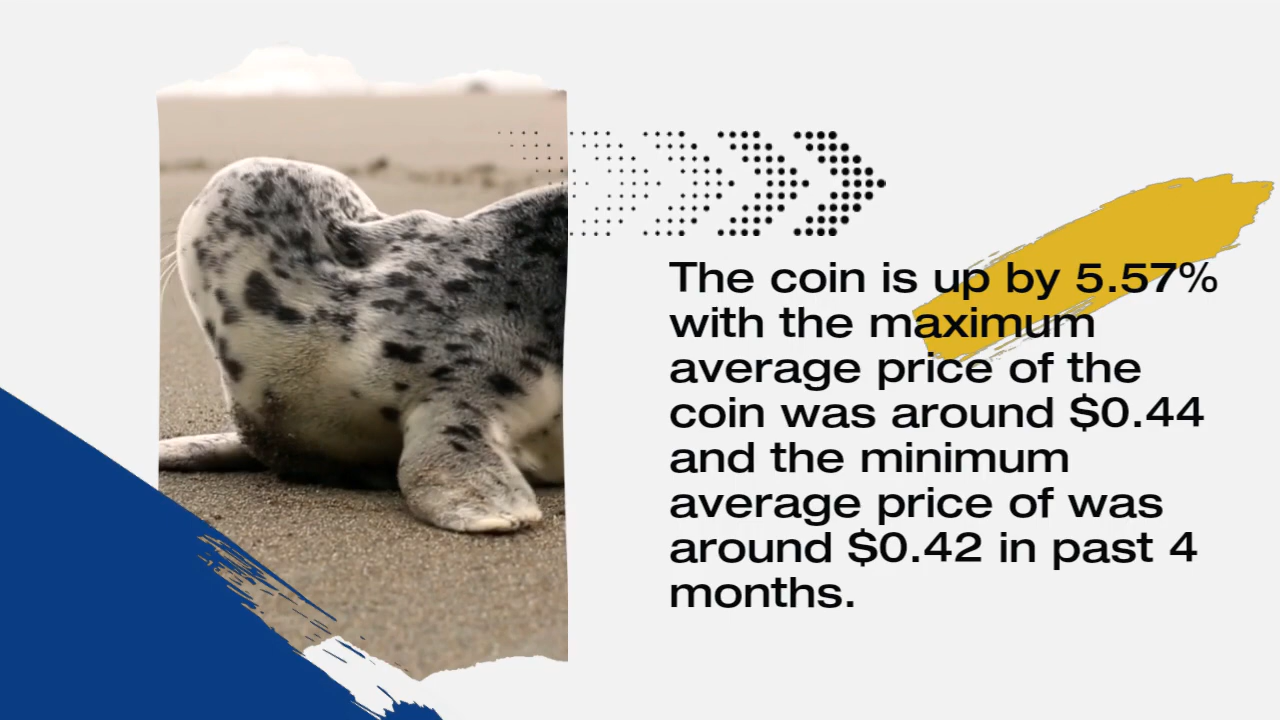 The coin is up by 5.57%
with the maximum
average price of the
coin was around $0.44
and the minimum
average price of was
around $0.42 in past 4
months.